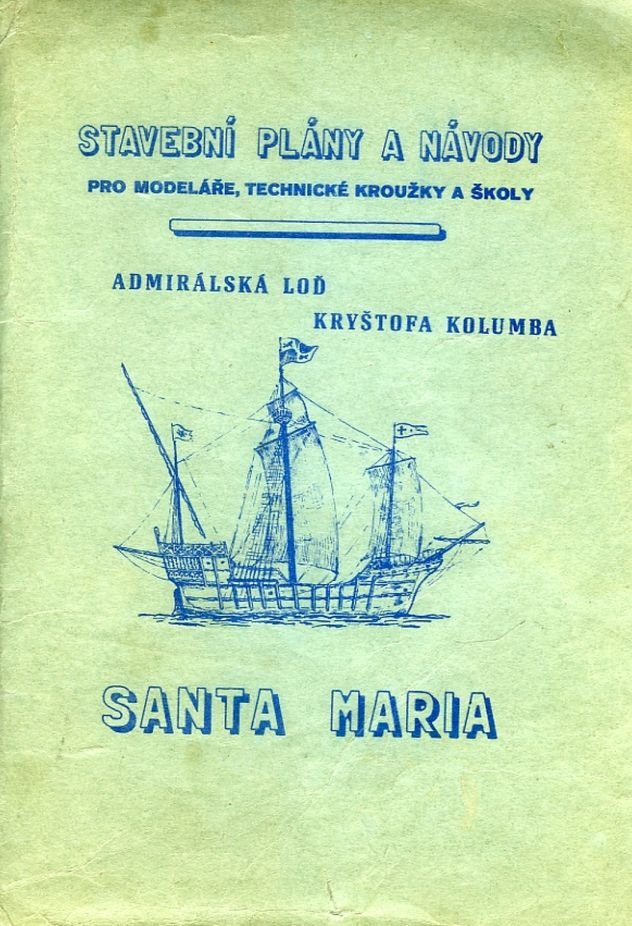 STAVEBNÍ PLÁNY A NÁVODY
PRO MODELÁŘE, TECHNICKÉ KROUŽKY A ŠKOLY
ADMIRÁLSKÁ LOĎ
KRYŠTOFA KOLUMBA
SANTA MARIA